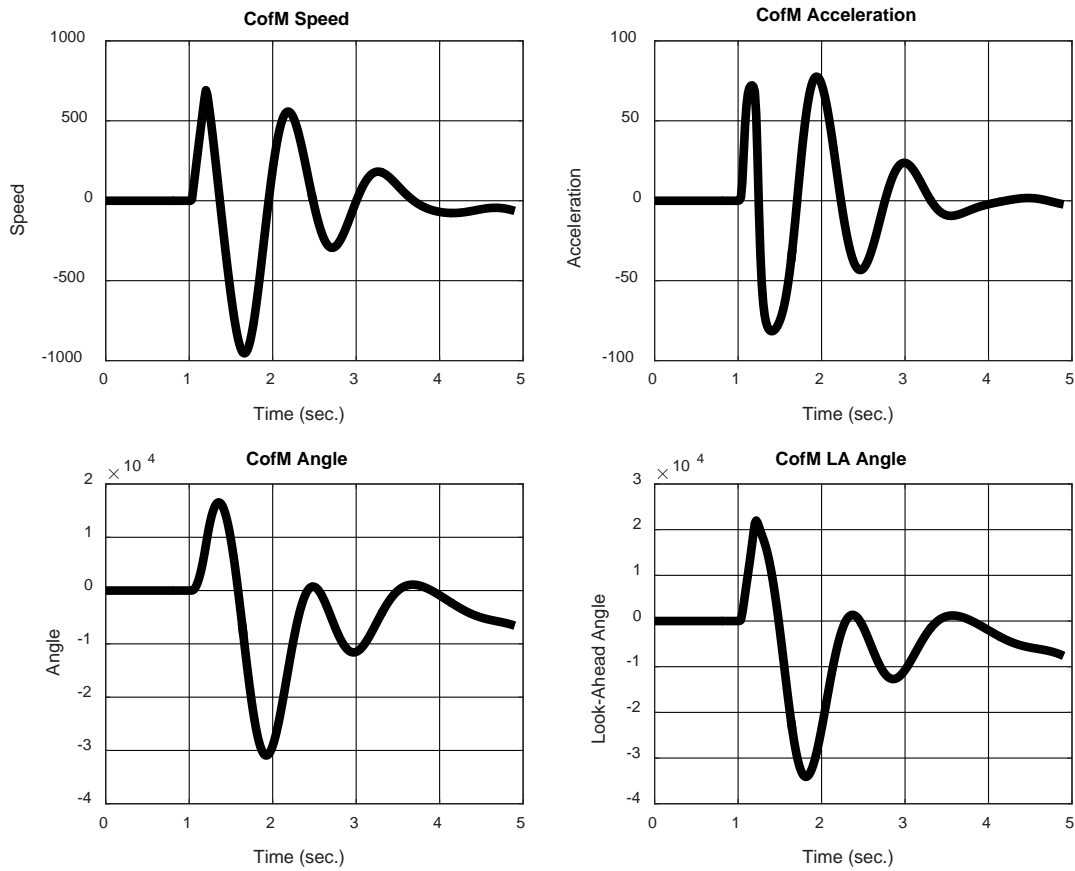 CofM Speed
1000
500
0
-500
-1000
Speed
0 1 2 3 4 5
Time (sec.)
CofM Acceleration
100
50
0
-50
-100
Acceleration
0 1 2 3 4 5
Time (sec.)
CofM Angle
× 10 4
2
1
0
-1
-2
-3
-4
Angle
0 1 2 3 4 5
Time (sec.)
CofM LA Angle
× 10 4
3
2
1
0
-1
-2
-3
-4
Look-Ahead Angle
0 1 2 3 4 5
Time (sec.)